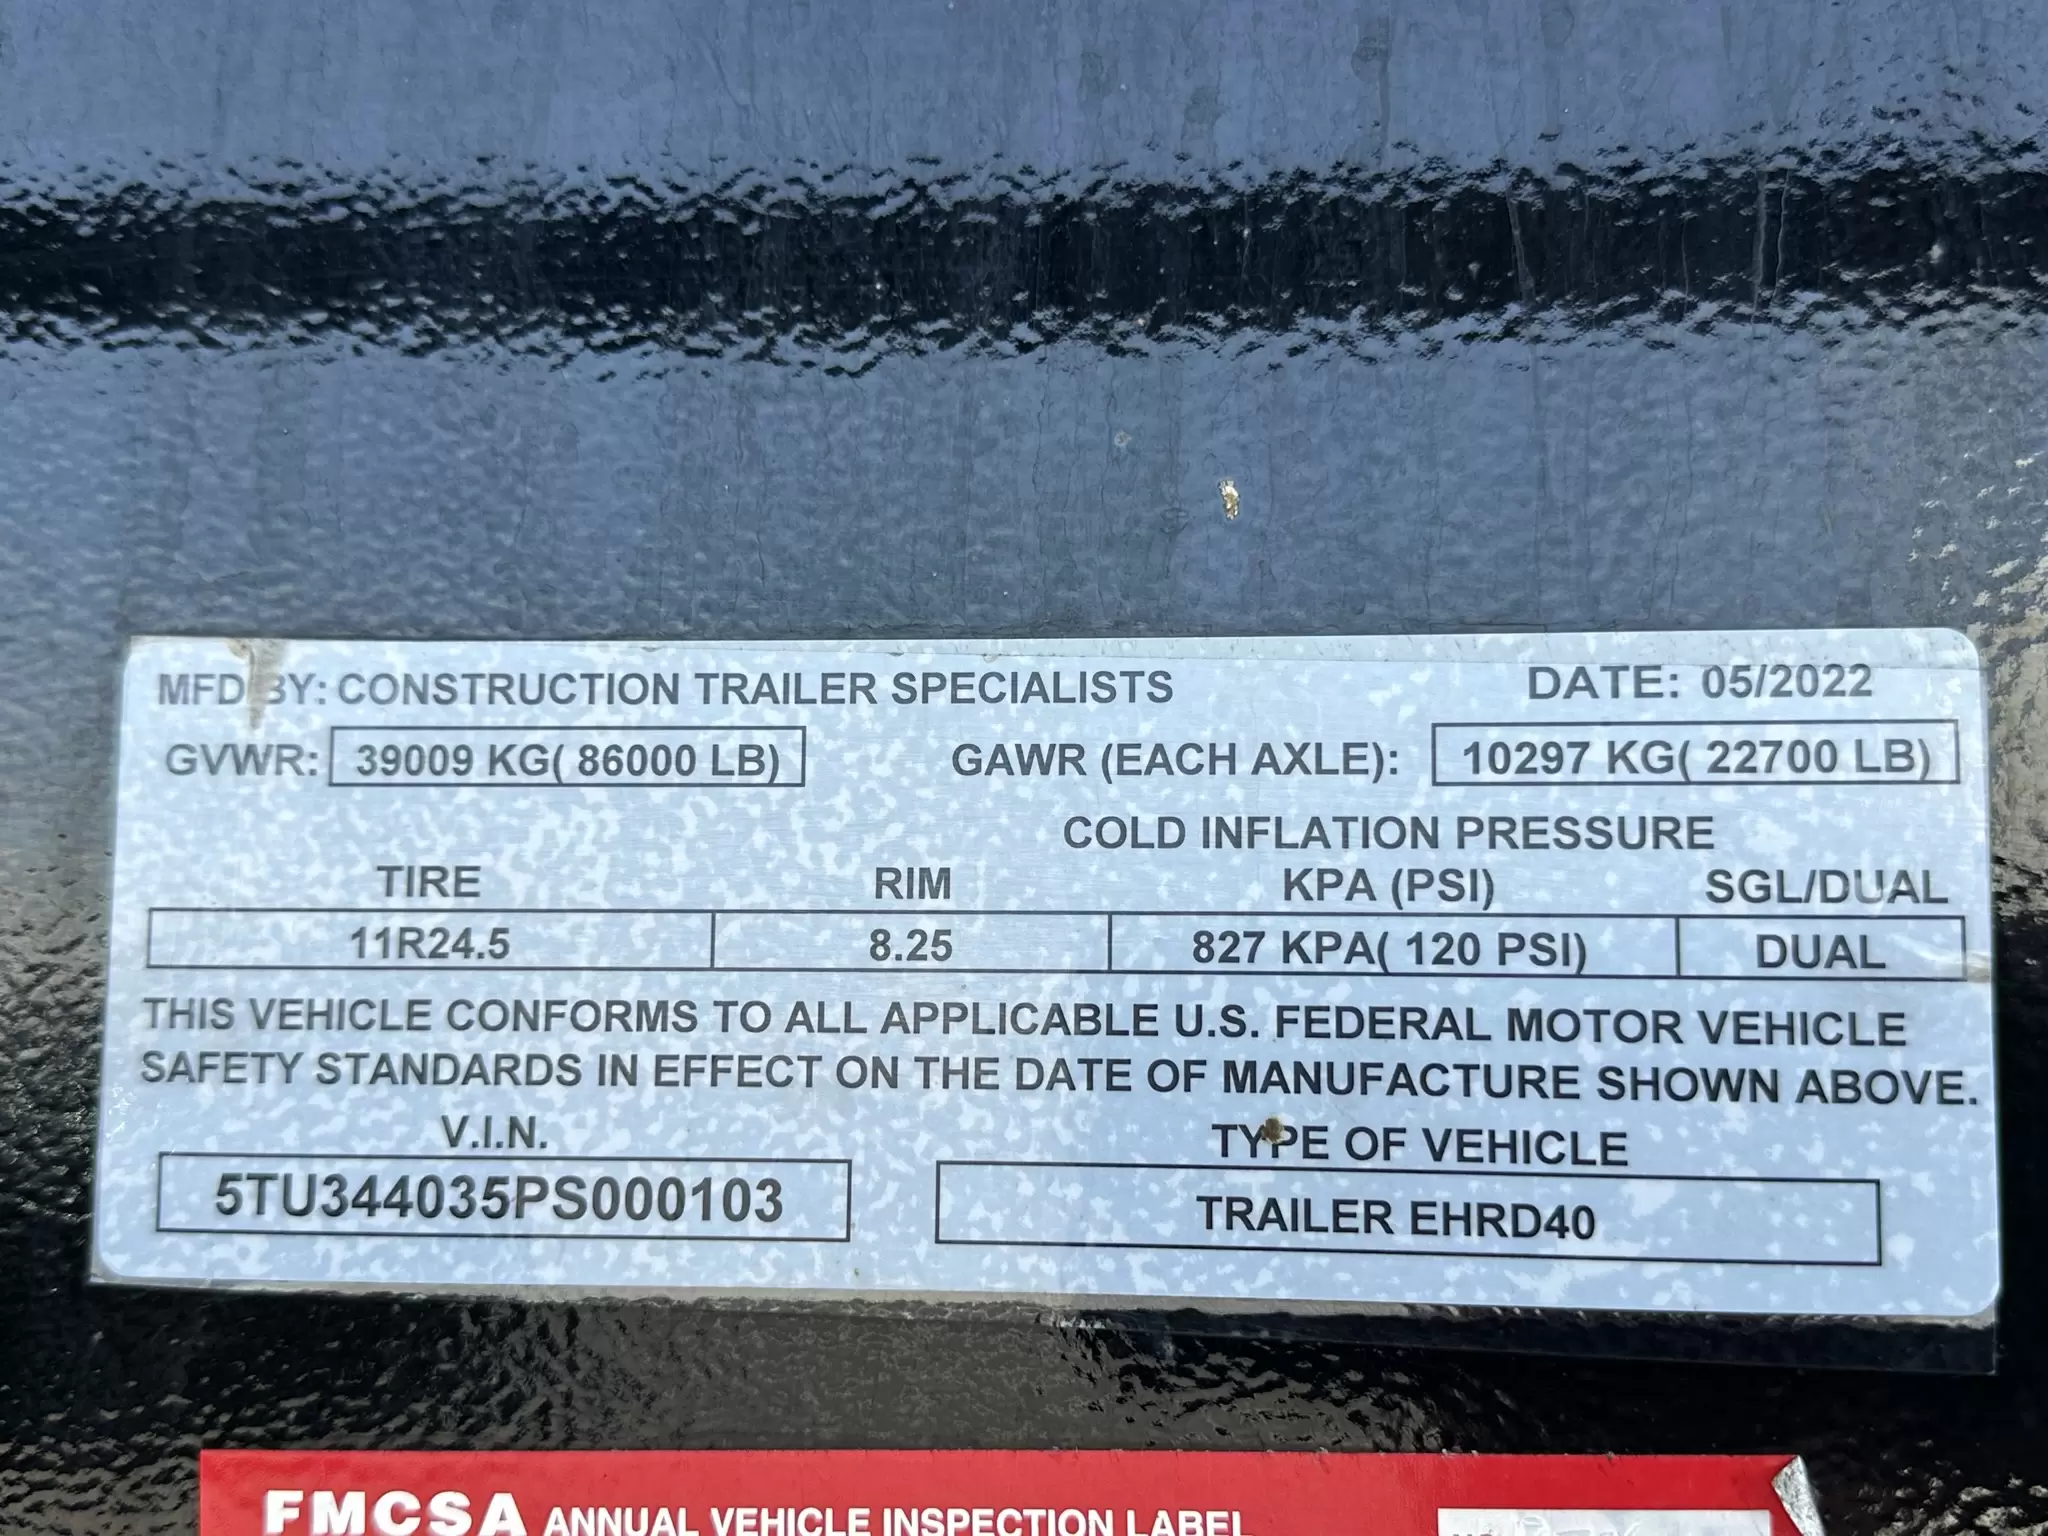 MFD BY: CONSTRUCTION TRAILER SPECIALISTS DATE: 05/2022
GVWR: 39009 KG( 86000 LB) GAWR (EACH AXLE): 10297 KG( 22700 LB)
COLD INFLATION PRESSURE
TIRE RIM KPA (PSI) SGL/DUAL
11R24.5 8.25 827 KPA( 120 PSI) DUAL
THIS VEHICLE CONFORMS TO ALL APPLICABLE U.S. FEDERAL MOTOR VEHICLE
SAFETY STANDARDS IN EFFECT ON THE DATE OF MANUFACTURE SHOWN ABOVE.
V.I.N. TYPE OF VEHICLE
5TU344035PS000103 TRAILER EHRD40
FMCSA ANNUAL VEHICLE INSPECTION LABEL